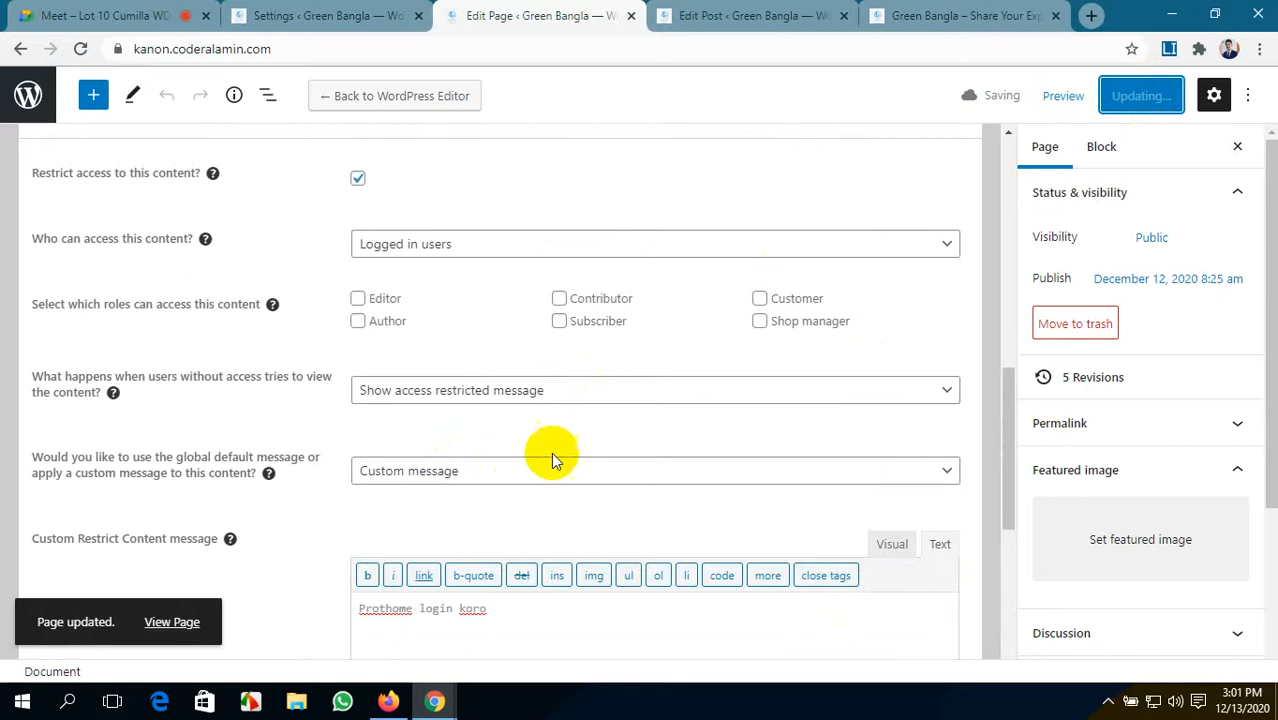 Meet – Lot 10 Cumilla WD
Settings ‹ Green Bangla — Wo
Edit Page ‹ Green Bangla — Wo
Edit Post ‹ Green Bangla — Wo
Green Bangla – Share Your Exp
kanon.coderalamin.com
← Back to WordPress Editor
Saving
Preview
Updating...
Restrict access to this content?
Who can access this content?
Logged in users
Select which roles can access this content
Editor
Contributor
Customer
Author
Subscriber
Shop manager
What happens when users without access tries to view
the content?
Show access restricted message
Would you like to use the global default message or
apply a custom message to this content?
Custom message
Custom Restrict Content message
Visual
Text
b
i
link
b-quote
del
ins
img
ul
ol
li
code
more
close tags
Prothome login koro
Page updated.
View Page
Document
Page
Block
Status & visibility
Visibility
Public
Publish
December 12, 2020 8:25 am
Move to trash
5 Revisions
Permalink
Featured image
Set featured image
Discussion
3:01 PM
12/13/2020